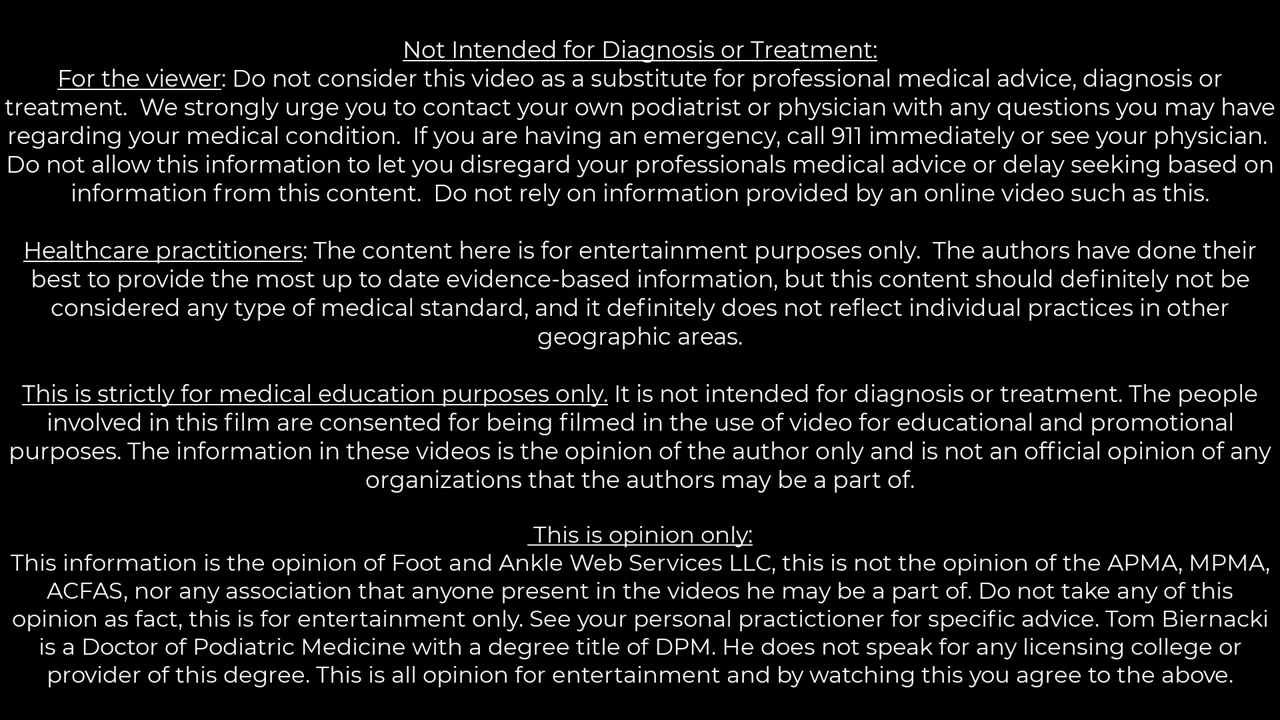 Not Intended for Diagnosis or Treatment:
For the viewer: Do not consider this video as a substitute for professional medical advice, diagnosis or
treatment.  We strongly urge you to contact your own podiatrist or physician with any questions you may have
regarding your medical condition.  If you are having an emergency, call 911 immediately or see your physician.
Do not allow this information to let you disregard your professionals medical advice or delay seeking based on
information from this content.  Do not rely on information provided by an online video such as this.
Healthcare practitioners: The content here is for entertainment purposes only.  The authors have done their
best to provide the most up to date evidence-based information, but this content should definitely not be
considered any type of medical standard, and it definitely does not reflect individual practices in other
geographic areas.
This is strictly for medical education purposes only. It is not intended for diagnosis or treatment. The people
involved in this film are consented for being filmed in the use of video for educational and promotional
purposes. The information in these videos is the opinion of the author only and is not an official opinion of any
organizations that the authors may be a part of.
This is opinion only:
This information is the opinion of Foot and Ankle Web Services LLC, this is not the opinion of the APMA, MPMA,
ACFAS, nor any association that anyone present in the videos he may be a part of. Do not take any of this
opinion as fact, this is for entertainment only. See your personal practictioner for specific advice. Tom Biernacki
is a Doctor of Podiatric Medicine with a degree title of DPM. He does not speak for any licensing college or
provider of this degree. This is all opinion for entertainment and by watching this you agree to the above.